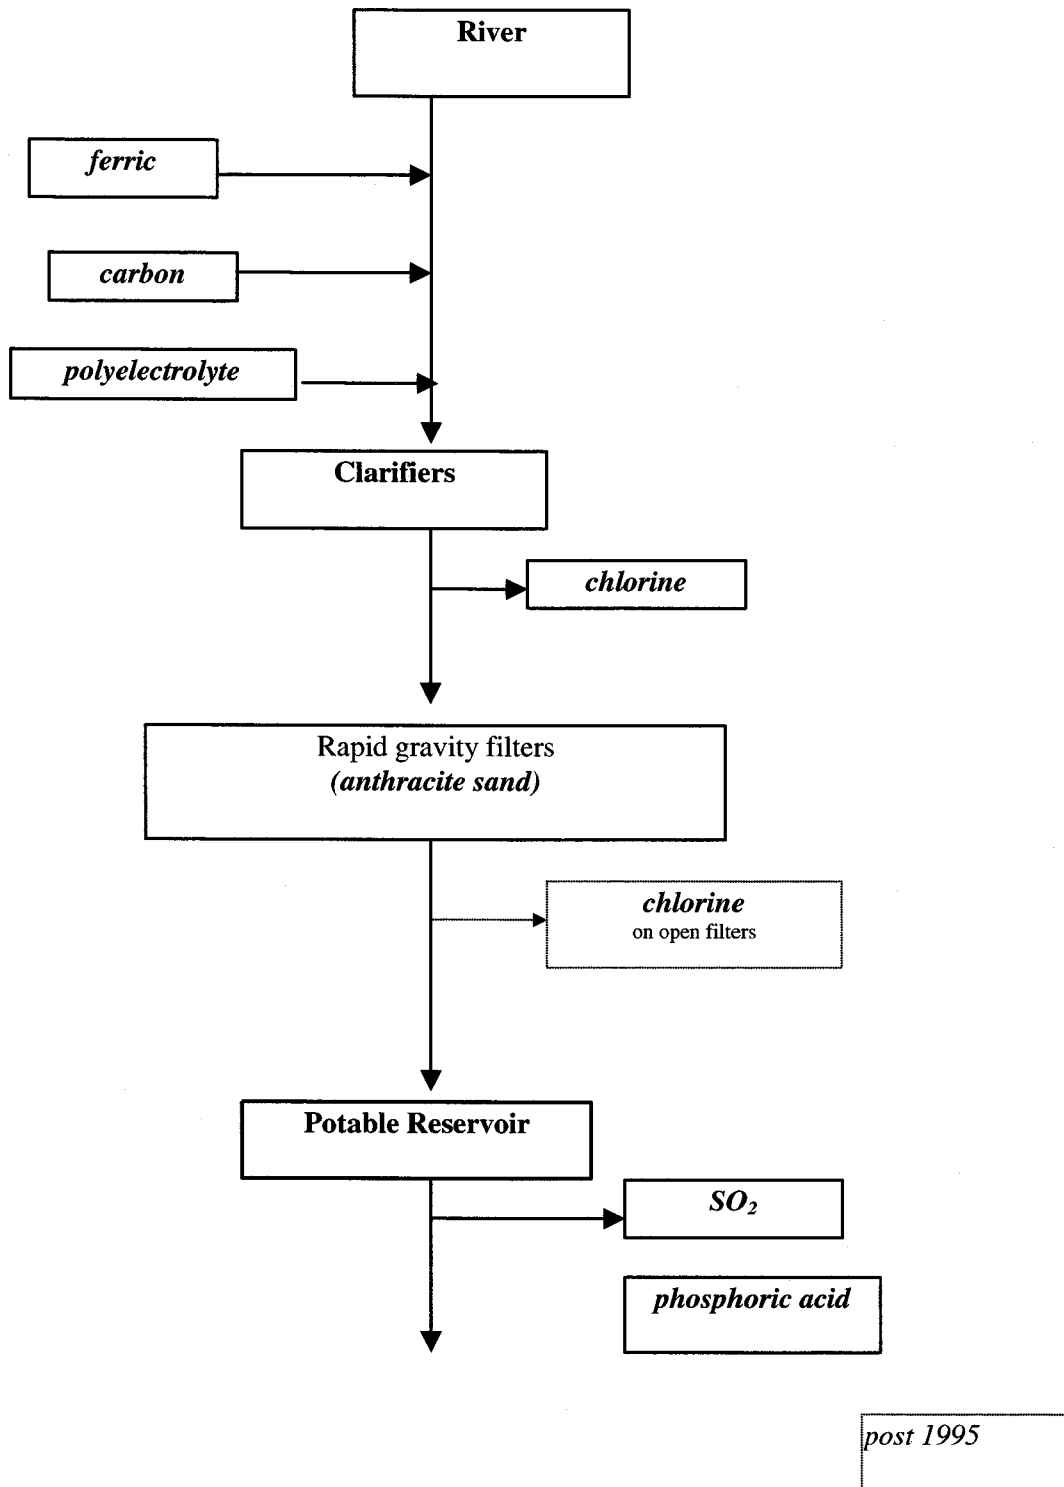 River
ferric
carbon
polyelectrolyte
Clarifiers
chlorine
Rapid gravity filters
(anthracite sand)
chlorine
on open filters
Potable Reservoir
SO₂
phosphoric acid
post 1995